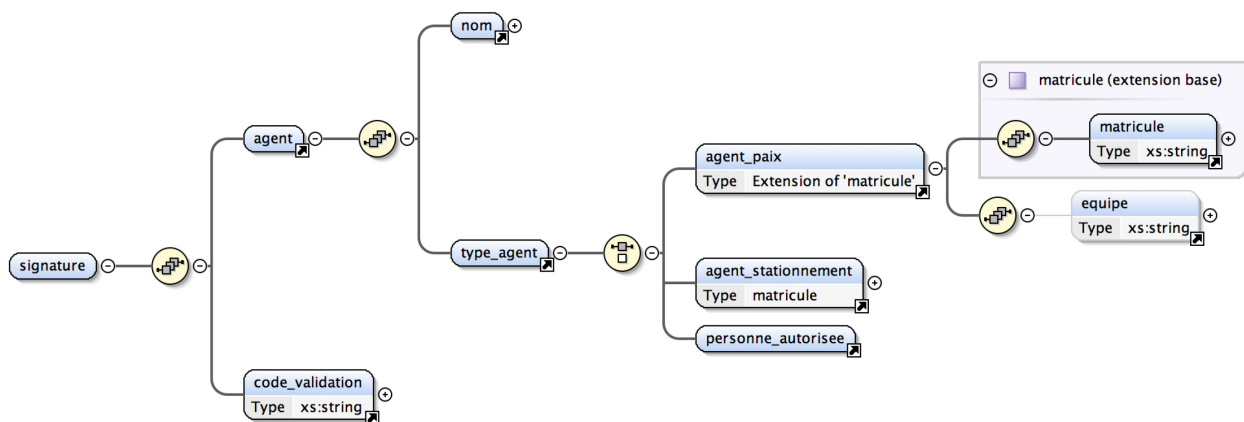 nom
matricule (extension base)
matricule
Type xs:string
agent
agent_paix
Type Extension of 'matricule'
equipe
Type xs:string
signature
type_agent
agent_stationnement
Type matricule
personne_autorisee
code_validation
Type xs:string